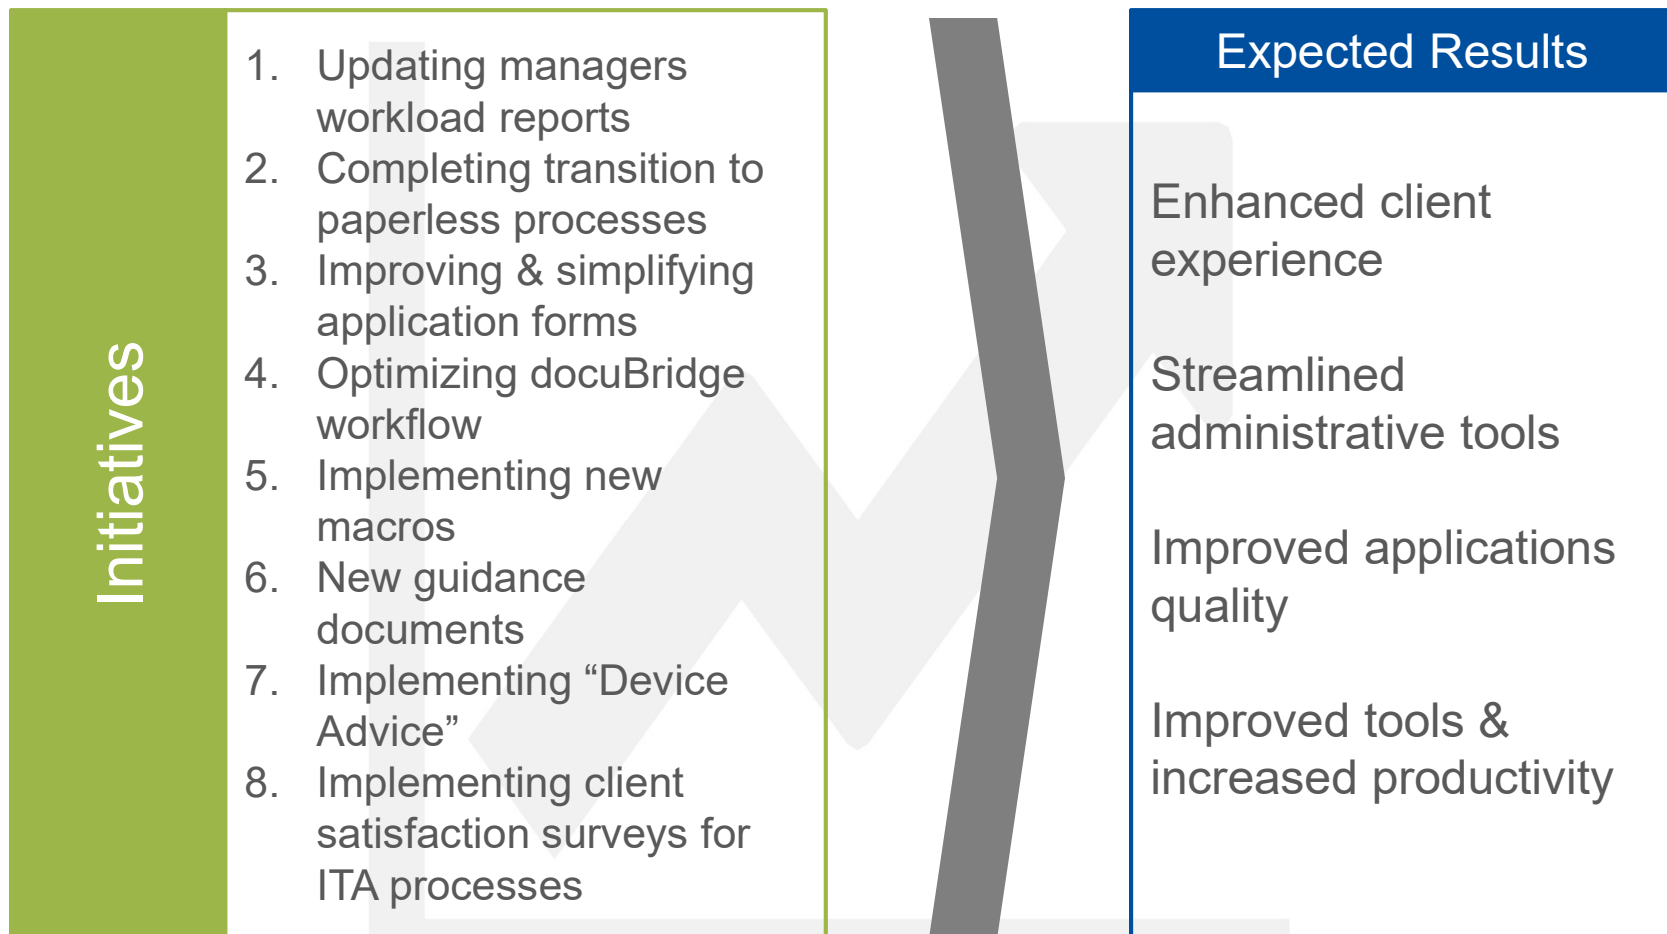 Initiatives
1. Updating managers
workload reports
2. Completing transition to
paperless processes
3. Improving & simplifying
application forms
4. Optimizing docuBridge
workflow
5. Implementing new
macros
6. New guidance
documents
7. Implementing “Device
Advice”
8. Implementing client
satisfaction surveys for
ITA processes
Expected Results
Enhanced client
experience
Streamlined
administrative tools
Improved applications
quality
Improved tools &
increased productivity